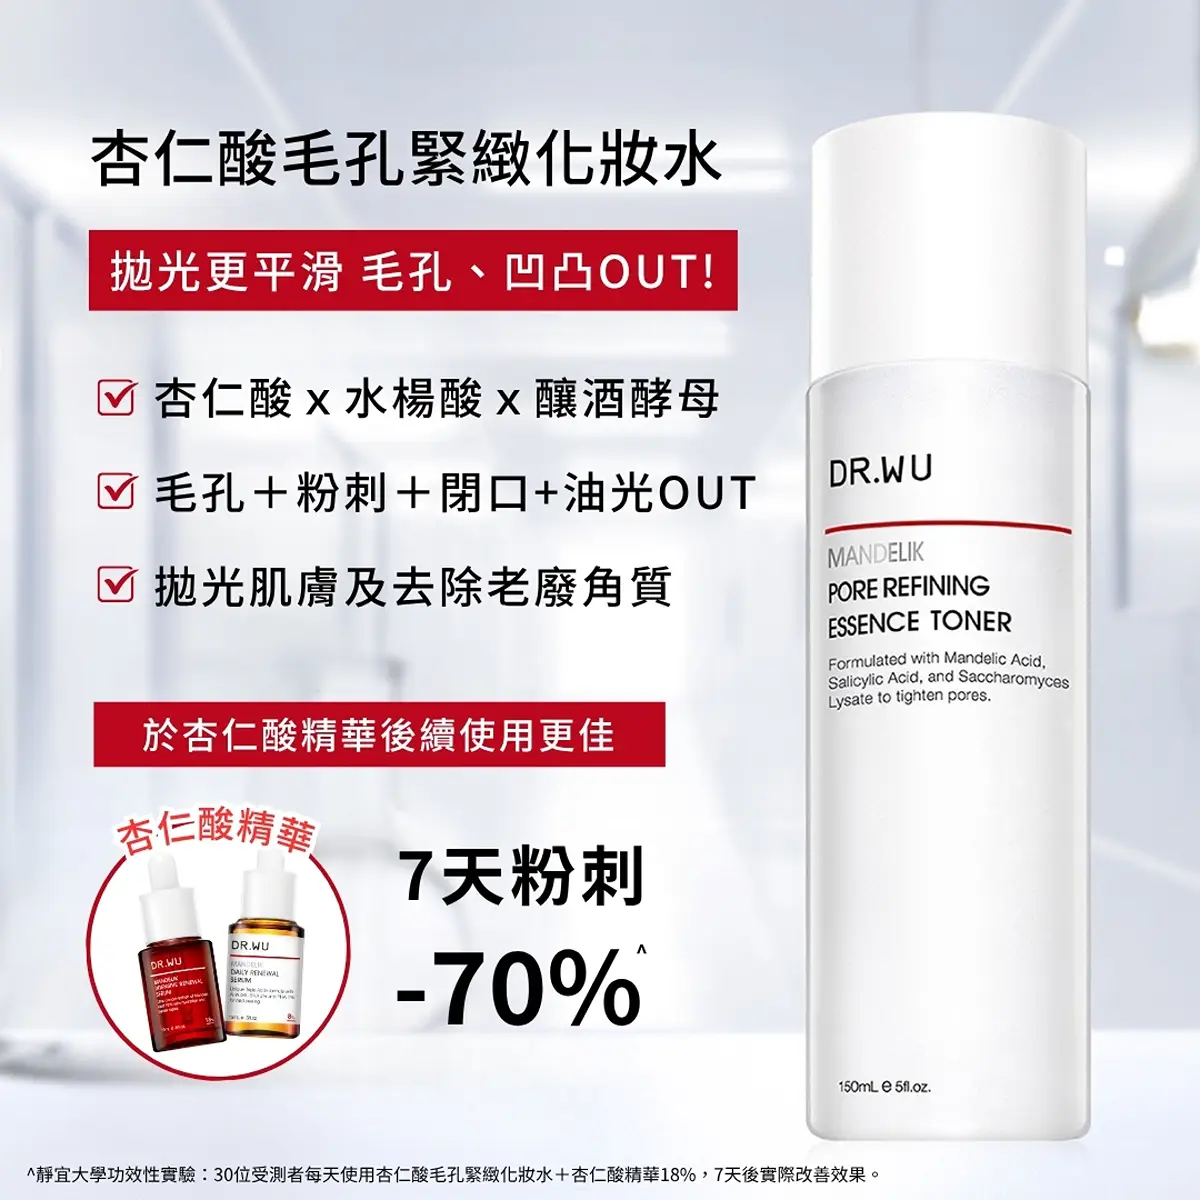 杏仁酸毛孔緊緻化妝水
拋光更平滑 毛孔、凹凸OUT!
杏仁酸 x 水楊酸 x 釀酒酵母
毛孔＋粉刺＋閉口+油光OUT
拋光肌膚及去除老廢角質
於杏仁酸精華後續使用更佳
杏仁酸精華
DR.WU
MANDELIK
INTENSIVE RENEWAL
SERUM
18%
DR.WU
MANDELIK
DAILY RENEWAL
SERUM
8%
7天粉刺
-70%^
DR.WU
MANDELIK
PORE REFINING
ESSENCE TONER
Formulated with Mandelic Acid,
Salicylic Acid, and Saccharomyces
Lysate to tighten pores.
150mL ℮ 5fl.oz.
^靜宜大學功效性實驗：30位受測者每天使用杏仁酸毛孔緊緻化妝水＋杏仁酸精華18%，7天後實際改善效果。